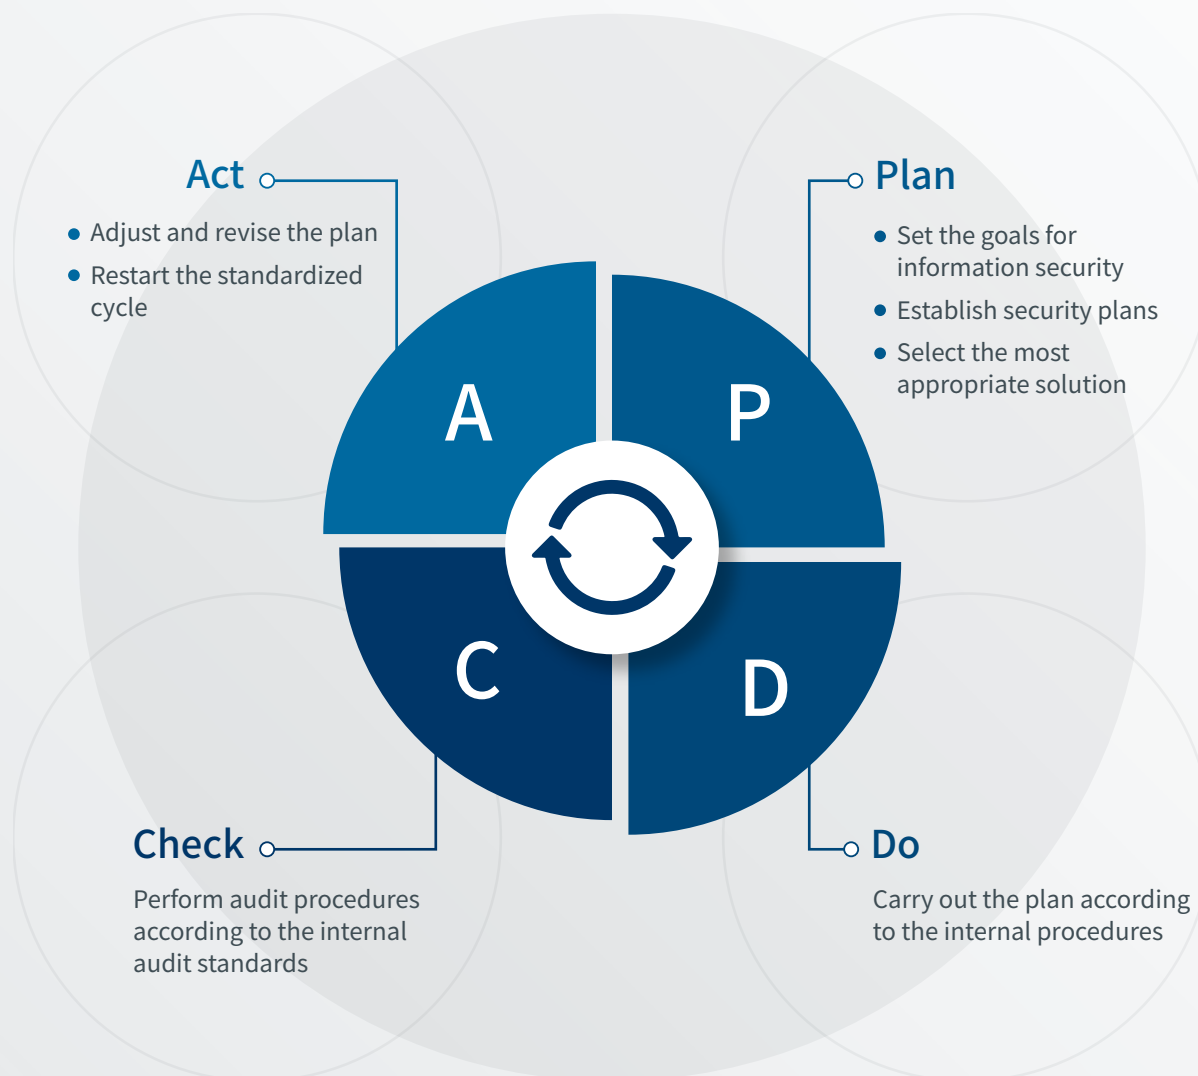 Act
Adjust and revise the plan
Restart the standardized
cycle
Plan
Set the goals for
information security
Establish security plans
Select the most
appropriate solution
A
P
C
D
Check
Perform audit procedures
according to the internal
audit standards
Do
Carry out the plan according
to the internal procedures